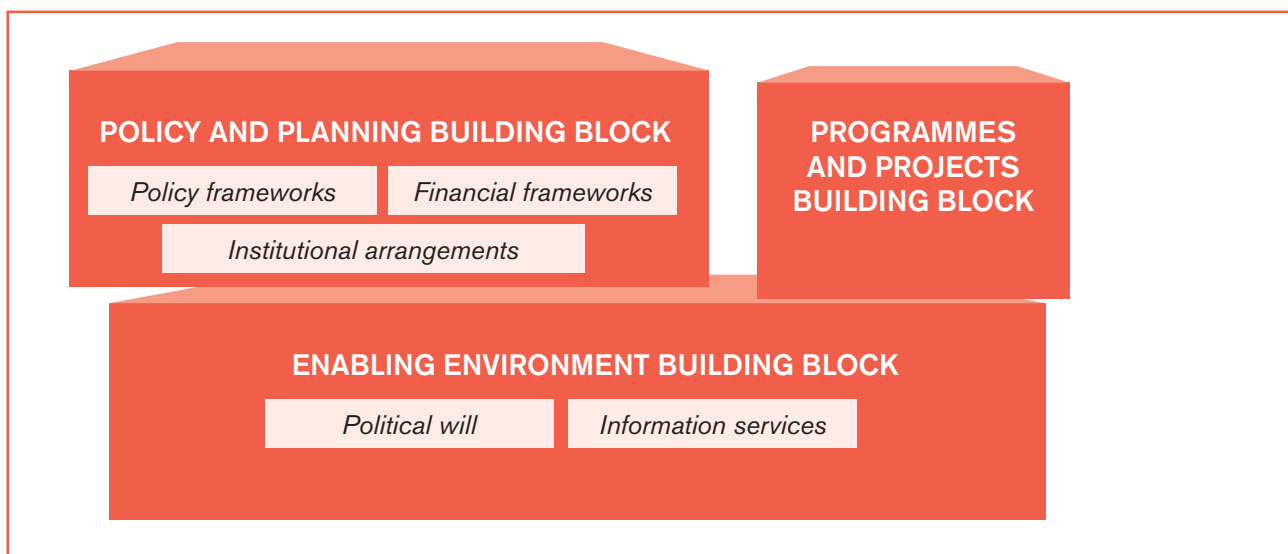 POLICY AND PLANNING BUILDING BLOCK
Policy frameworks
Financial frameworks
Institutional arrangements
PROGRAMMES
AND PROJECTS
BUILDING BLOCK
ENABLING ENVIRONMENT BUILDING BLOCK
Political will
Information services